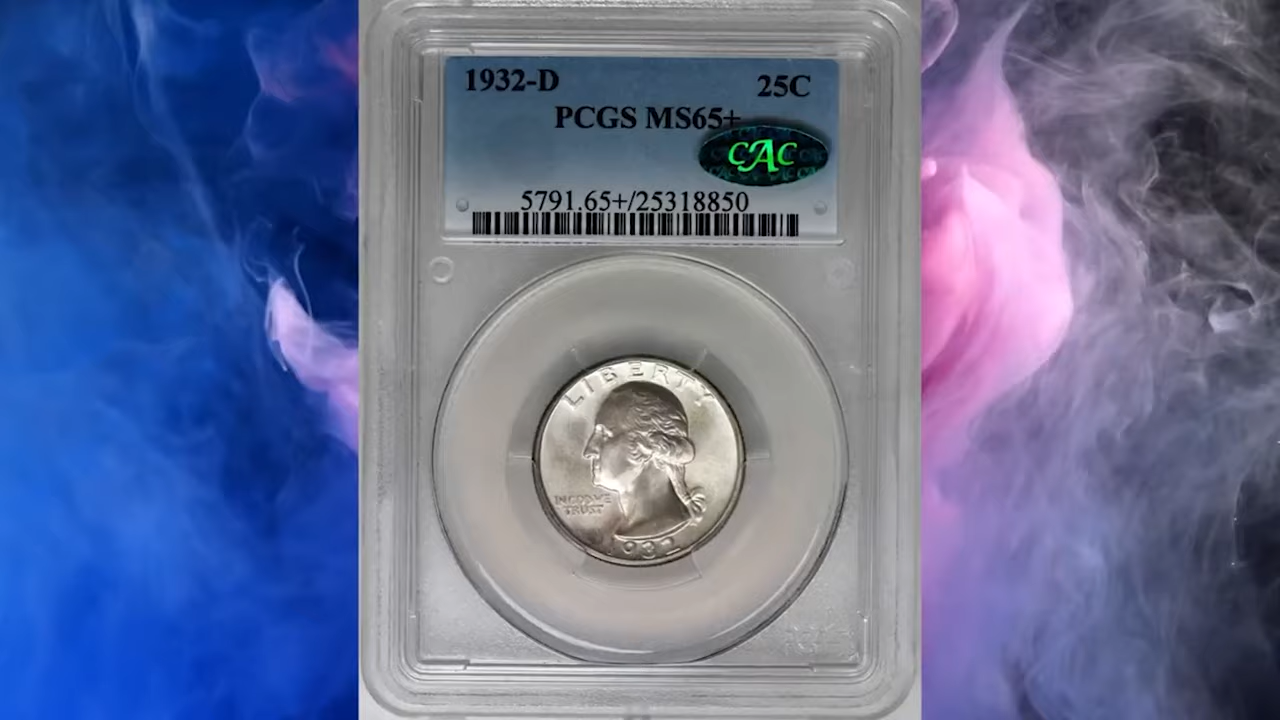 1932-D 25C
PCGS MS65+
CAC
5791.65+/25318850
LIBERTY
IN GOD WE
TRUST
1932